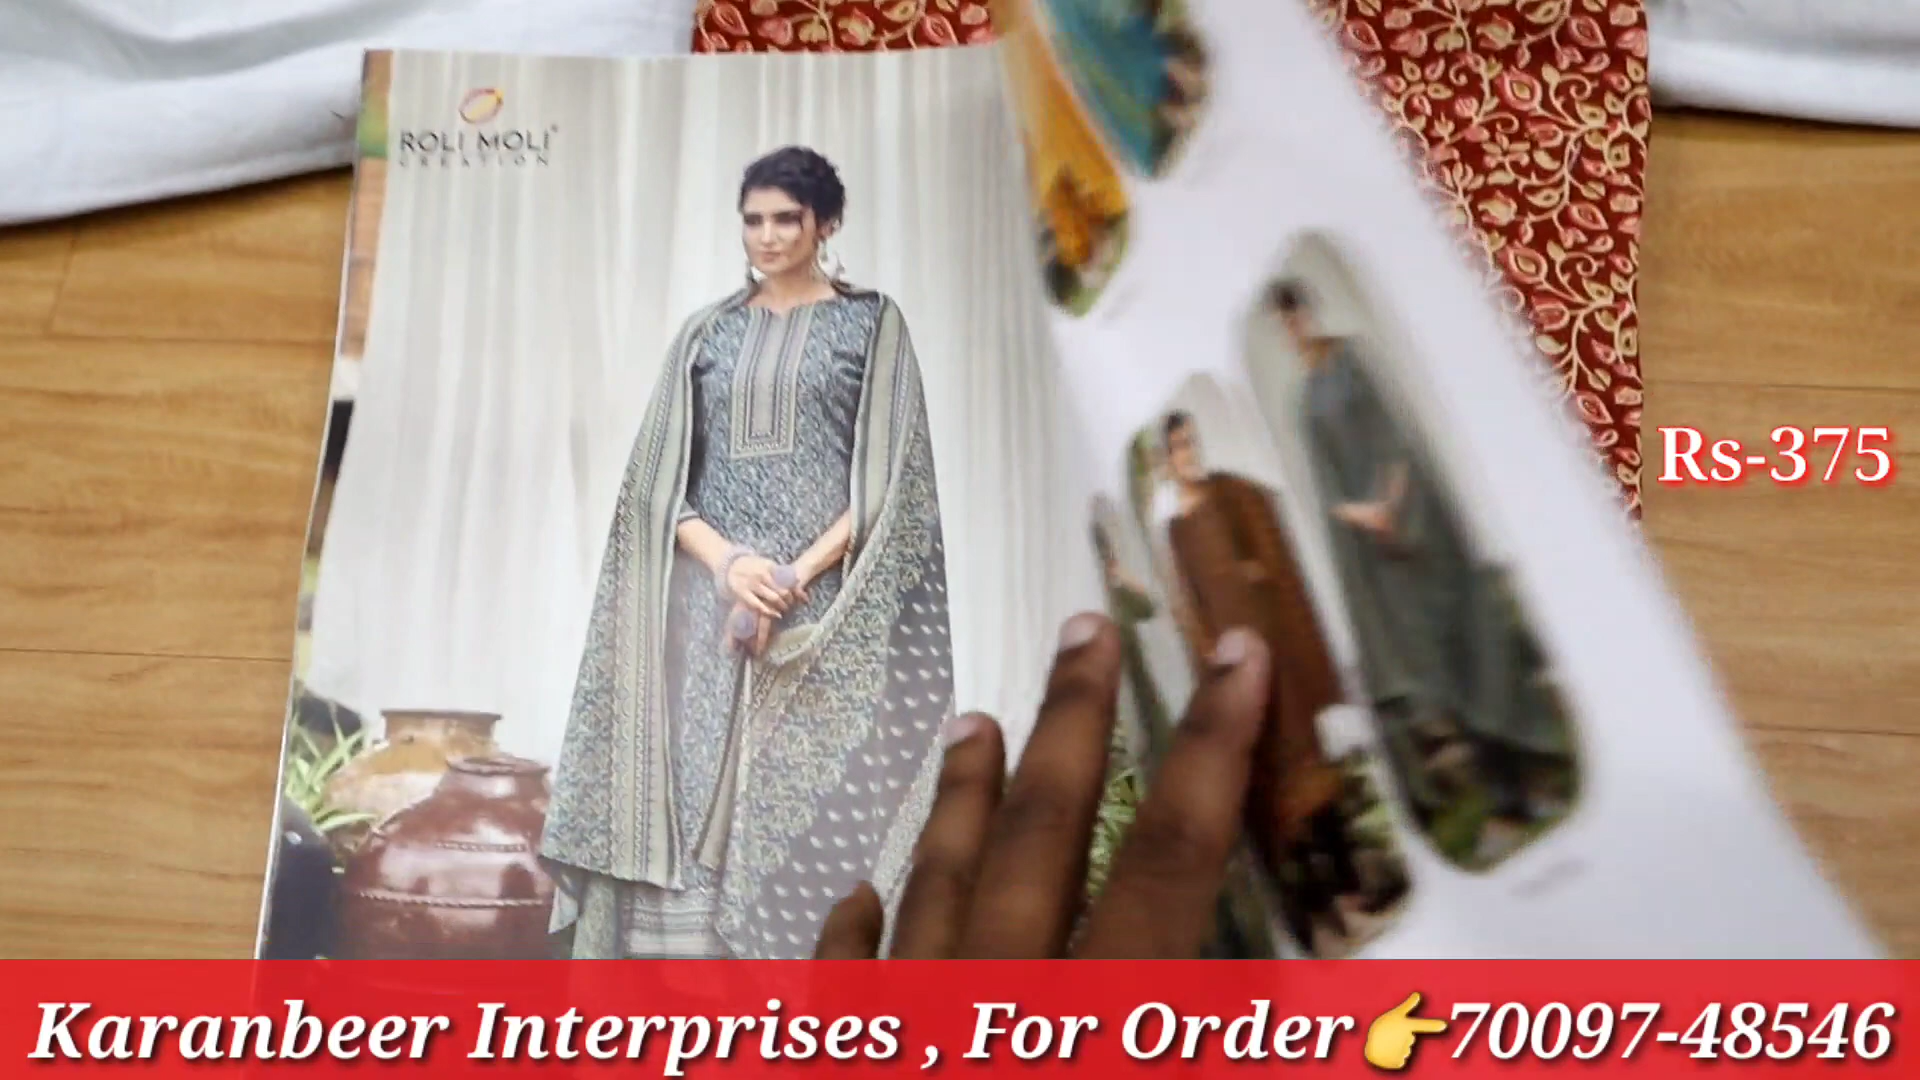 ROLI MOLI
CREATION
Rs-375
Karanbeer Interprises , For Order👉70097-48546